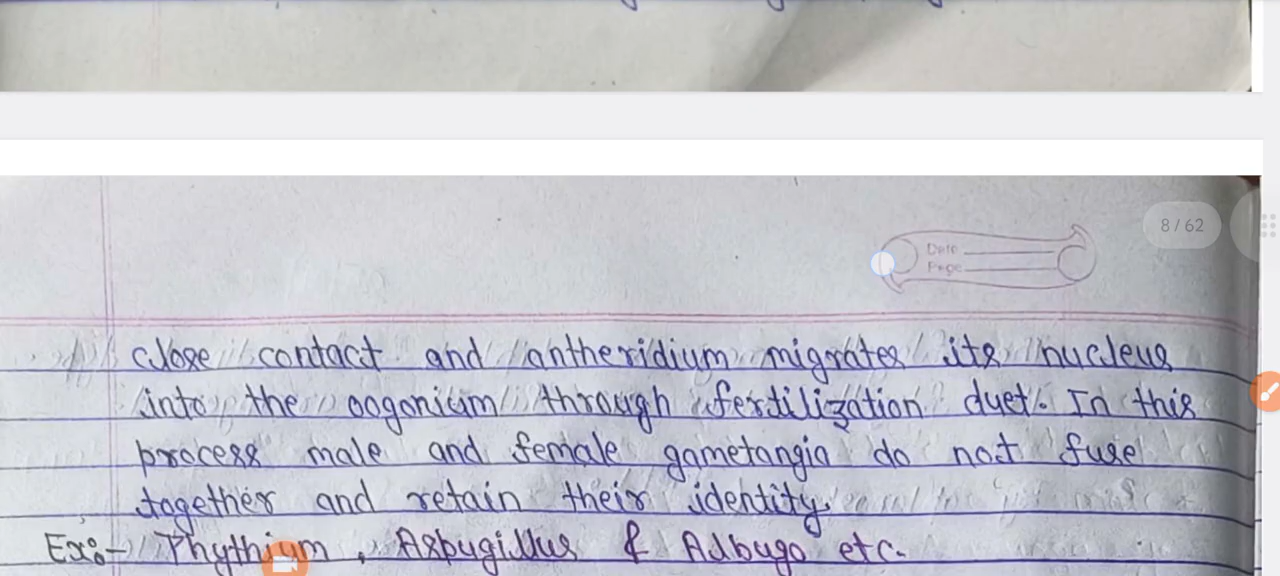 8/62
Date
Page
close contact and antheridium migrates its nucleus
into the oogonium through fertilization duct. In this
process male and female gametangia do not fuse
together and retain their identity
Ex:- Phythium, Aspugillus & Adbugo etc.